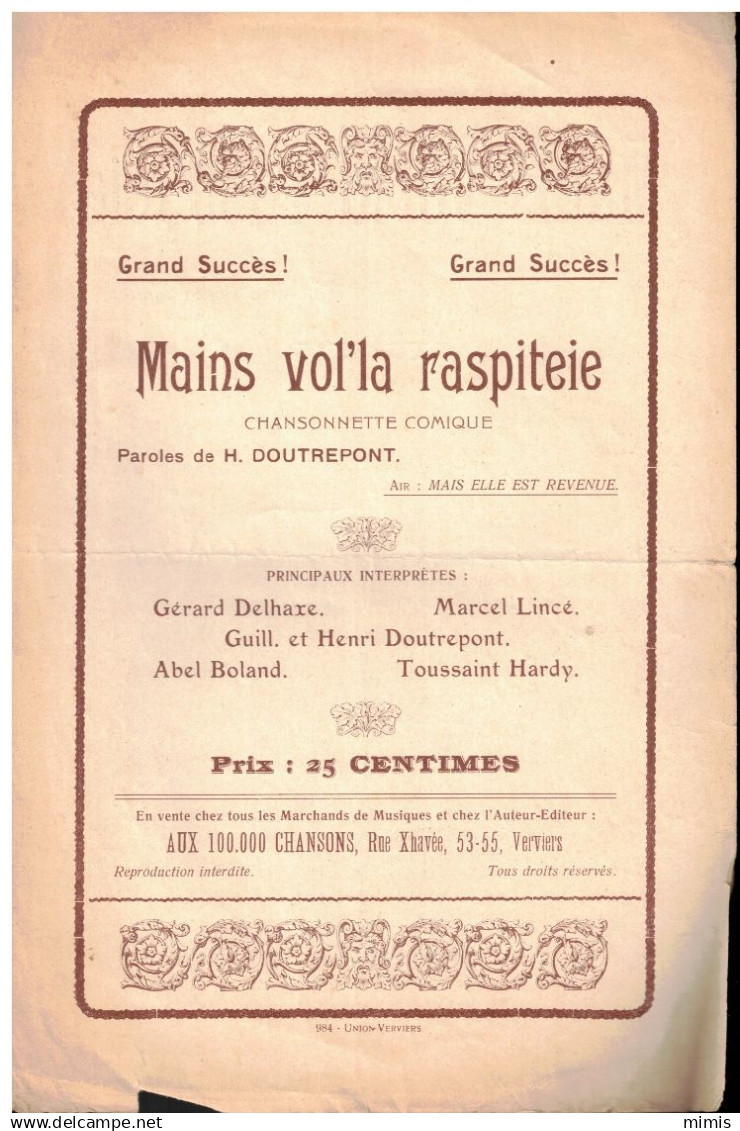 Grand Succès! Grand Succès!
Mains vol'la raspiteie
CHANSONNETTE COMIQUE
Paroles de H. DOUTREPONT.
AIR : MAIS ELLE EST REVENUE.
PRINCIPAUX INTERPRÈTES :
Gérard Delhaxe. Marcel Lincé.
Guill. et Henri Doutrepont.
Abel Boland. Toussaint Hardy.
Prix : 25 CENTIMES
En vente chez tous les Marchands de Musiques et chez l'Auteur-Editeur :
AUX 100.000 CHANSONS, Rue Xhavée, 53-55, Verviers
Reproduction interdite. Tous droits réservés.
984 - UNION-VERVIERS
delcampe.net
mimis